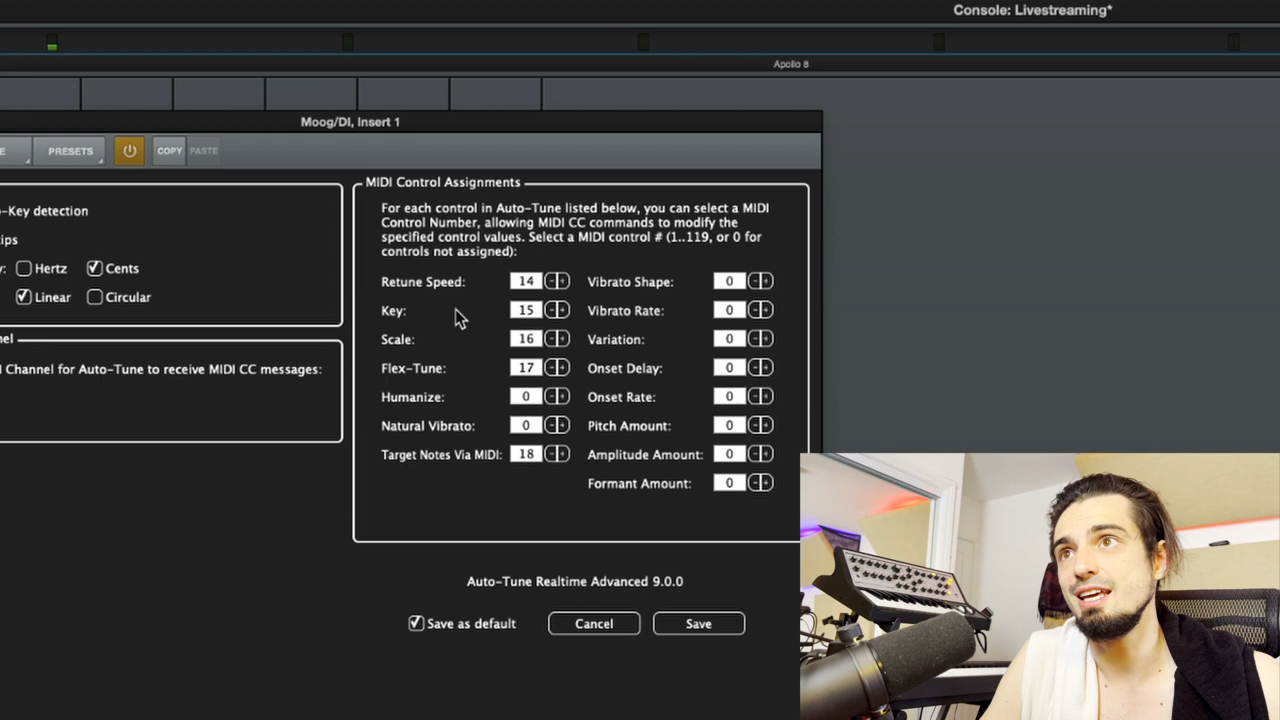 Console: Livestreaming*
Apollo 8
Moog/DI, Insert 1
E PRESETS COPY PASTE
-Key detection
ips
y: Hertz Cents
Linear Circular
nel
l Channel for Auto-Tune to receive MIDI CC messages:
MIDI Control Assignments
For each control in Auto-Tune listed below, you can select a MIDI
Control Number, allowing MIDI CC commands to modify the
specified control values. Select a MIDI control # (1..119, or 0 for
controls not assigned):
Retune Speed: 14 Vibrato Shape: 0
Key: 15 Vibrato Rate: 0
Scale: 16 Variation: 0
Flex-Tune: 17 Onset Delay: 0
Humanize: 0 Onset Rate: 0
Natural Vibrato: 0 Pitch Amount: 0
Target Notes Via MIDI: 18 Amplitude Amount: 0
Formant Amount: 0
Auto-Tune Realtime Advanced 9.0.0
Save as default Cancel Save